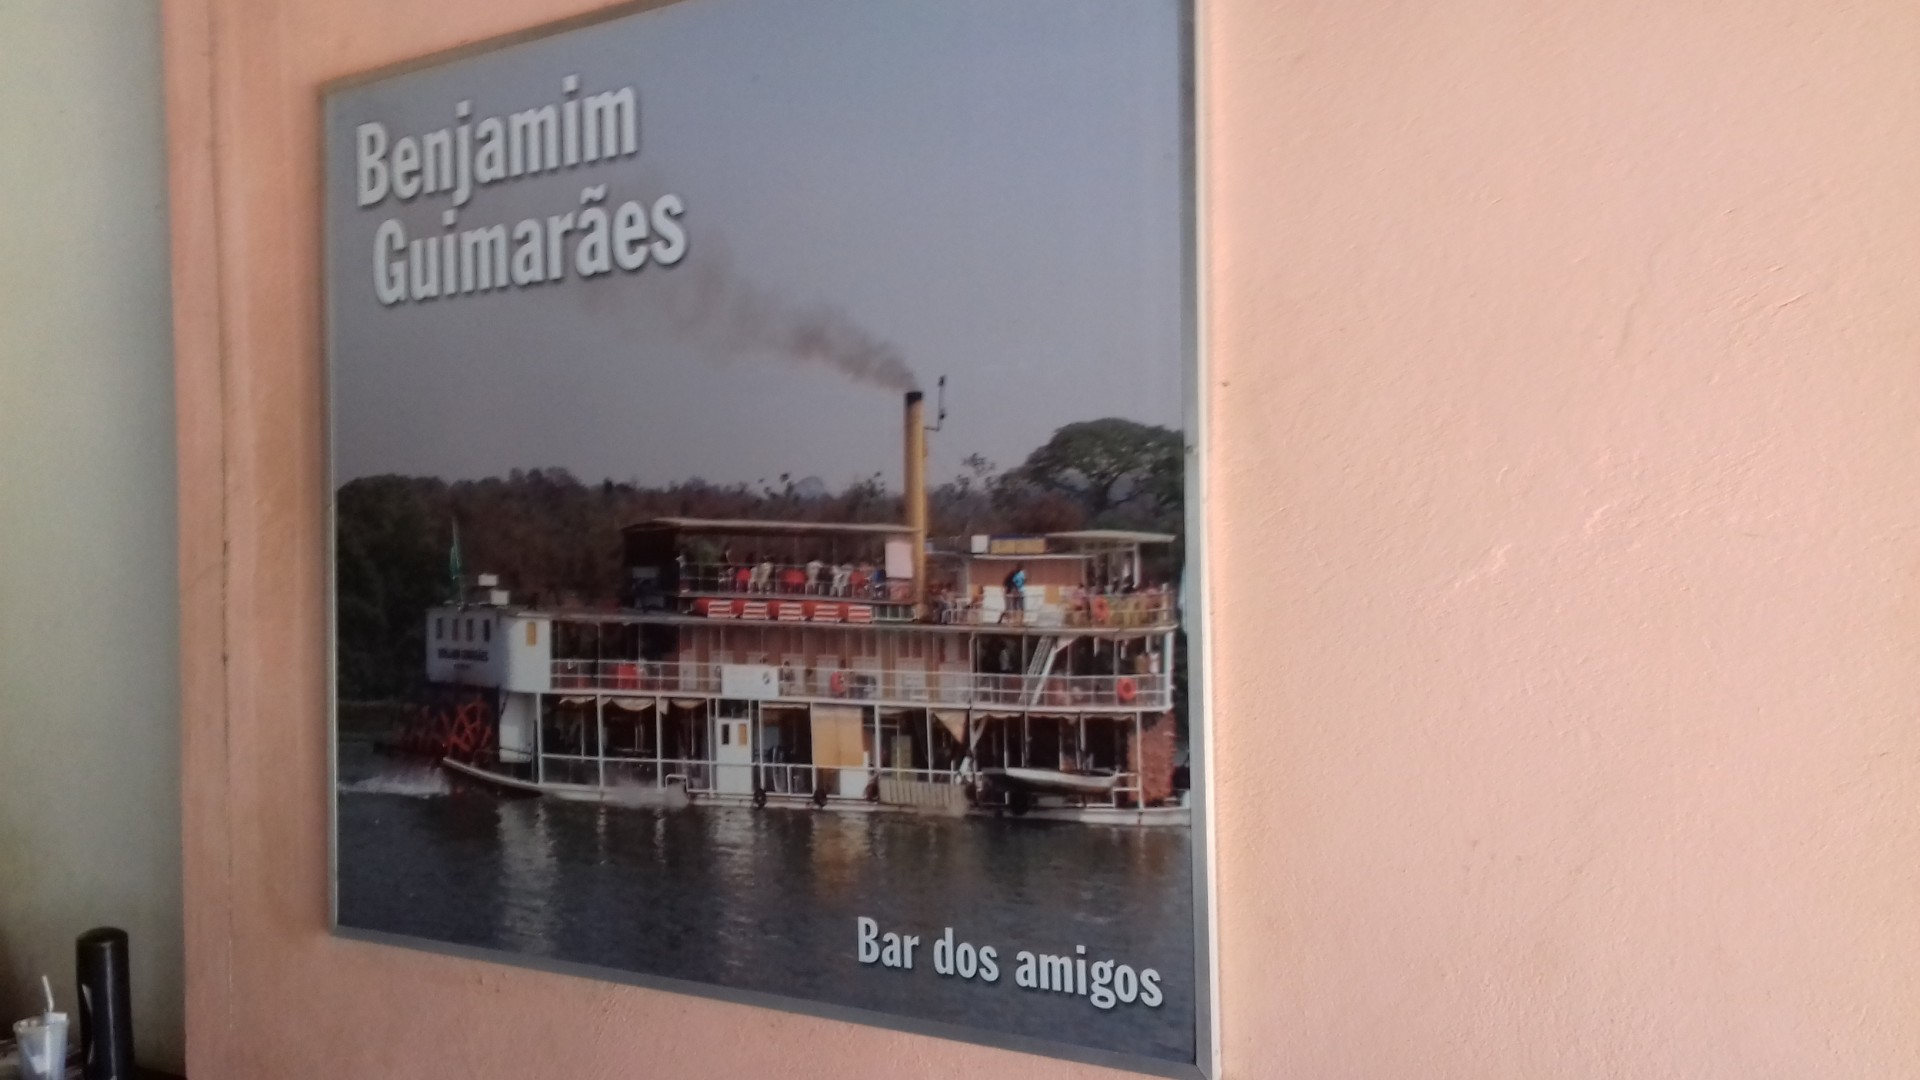 Benjamim
Guimarães
Bar dos amigos